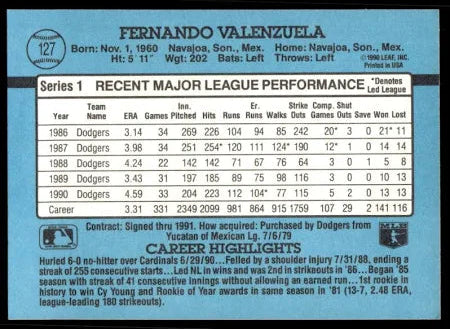 127
FERNANDO VALENZUELA
Born: Nov. 1, 1960 Navajoa, Son., Mex. Home: Navajoa, Son., Mex.
Ht: 5' 11" Wgt: 202 Bats: Left Throws: Left
©1990 LEAF, INC.
Printed in USA
Series 1 RECENT MAJOR LEAGUE PERFORMANCE *Denotes Led League
YEAR Team Name ERA Games Inn. Pitched Hits Runs Er. Runs Walks Strike Outs Comp. Games Shut Outs Save Won Lost
1986 Dodgers 3.14 34 269 226 104 94 85 242 20* 3 0 21* 11
1987 Dodgers 3.98 34 251 254* 120 111 124* 190 12* 1 0 14 14
1988 Dodgers 4.24 23 142 142 71 67 76 64 3 0 1 5 8
1989 Dodgers 3.43 31 197 185 89 75 98 116 3 0 0 10 13
1990 Dodgers 4.59 33 204 223 112 104* 77 115 5 2 0 13 13
Career 3.31 331 2349 2099 981 864 915 1759 107 29 2 141 116
Contract: Signed thru 1991. How acquired: Purchased by Dodgers from
Yucatan of Mexican Lg. 7/6/79
CAREER HIGHLIGHTS
Hurled 6-0 no-hitter over Cardinals 6/29/90... Felled by a shoulder injury 7/31/88, ending a
streak of 255 consecutive starts... Led NL in wins and was 2nd in strikeouts in '86... Began '85
season with streak of 41 consecutive innings without allowing an earned run... 1st rookie in
history to win Cy Young and Rookie of Year awards in same season in '81 (13-7, 2.48 ERA,
league-leading 180 strikeouts).